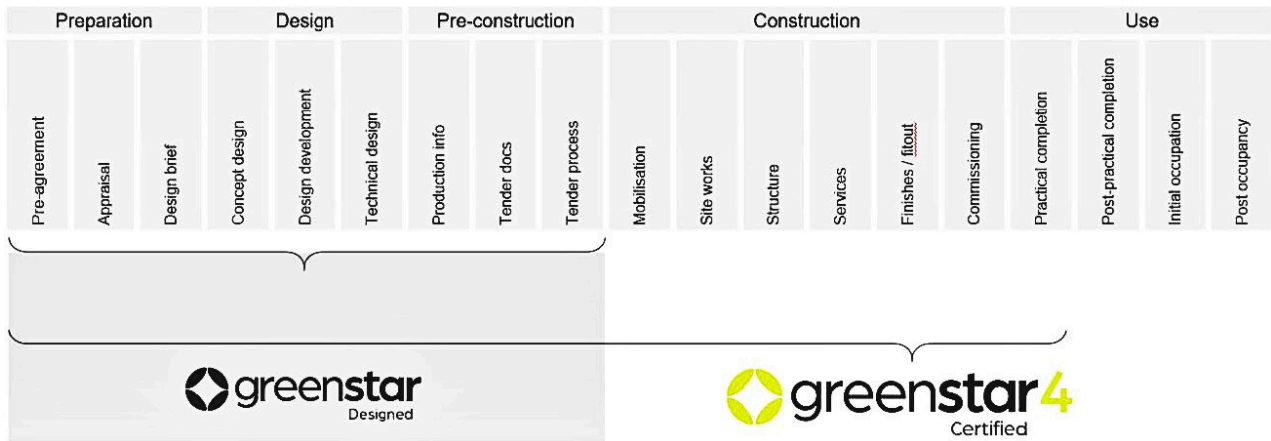 Preparation Design Pre-construction Construction Use
Pre-agreement
Appraisal
Design brief
Concept design
Design development
Technical design
Production info
Tender docs
Tender process
Mobilisation
Site works
Structure
Services
Finishes / fitout
Commissioning
Practical completion
Post-practical completion
Initial occupation
Post occupancy
greenstar
Designed
greenstar4
Certified